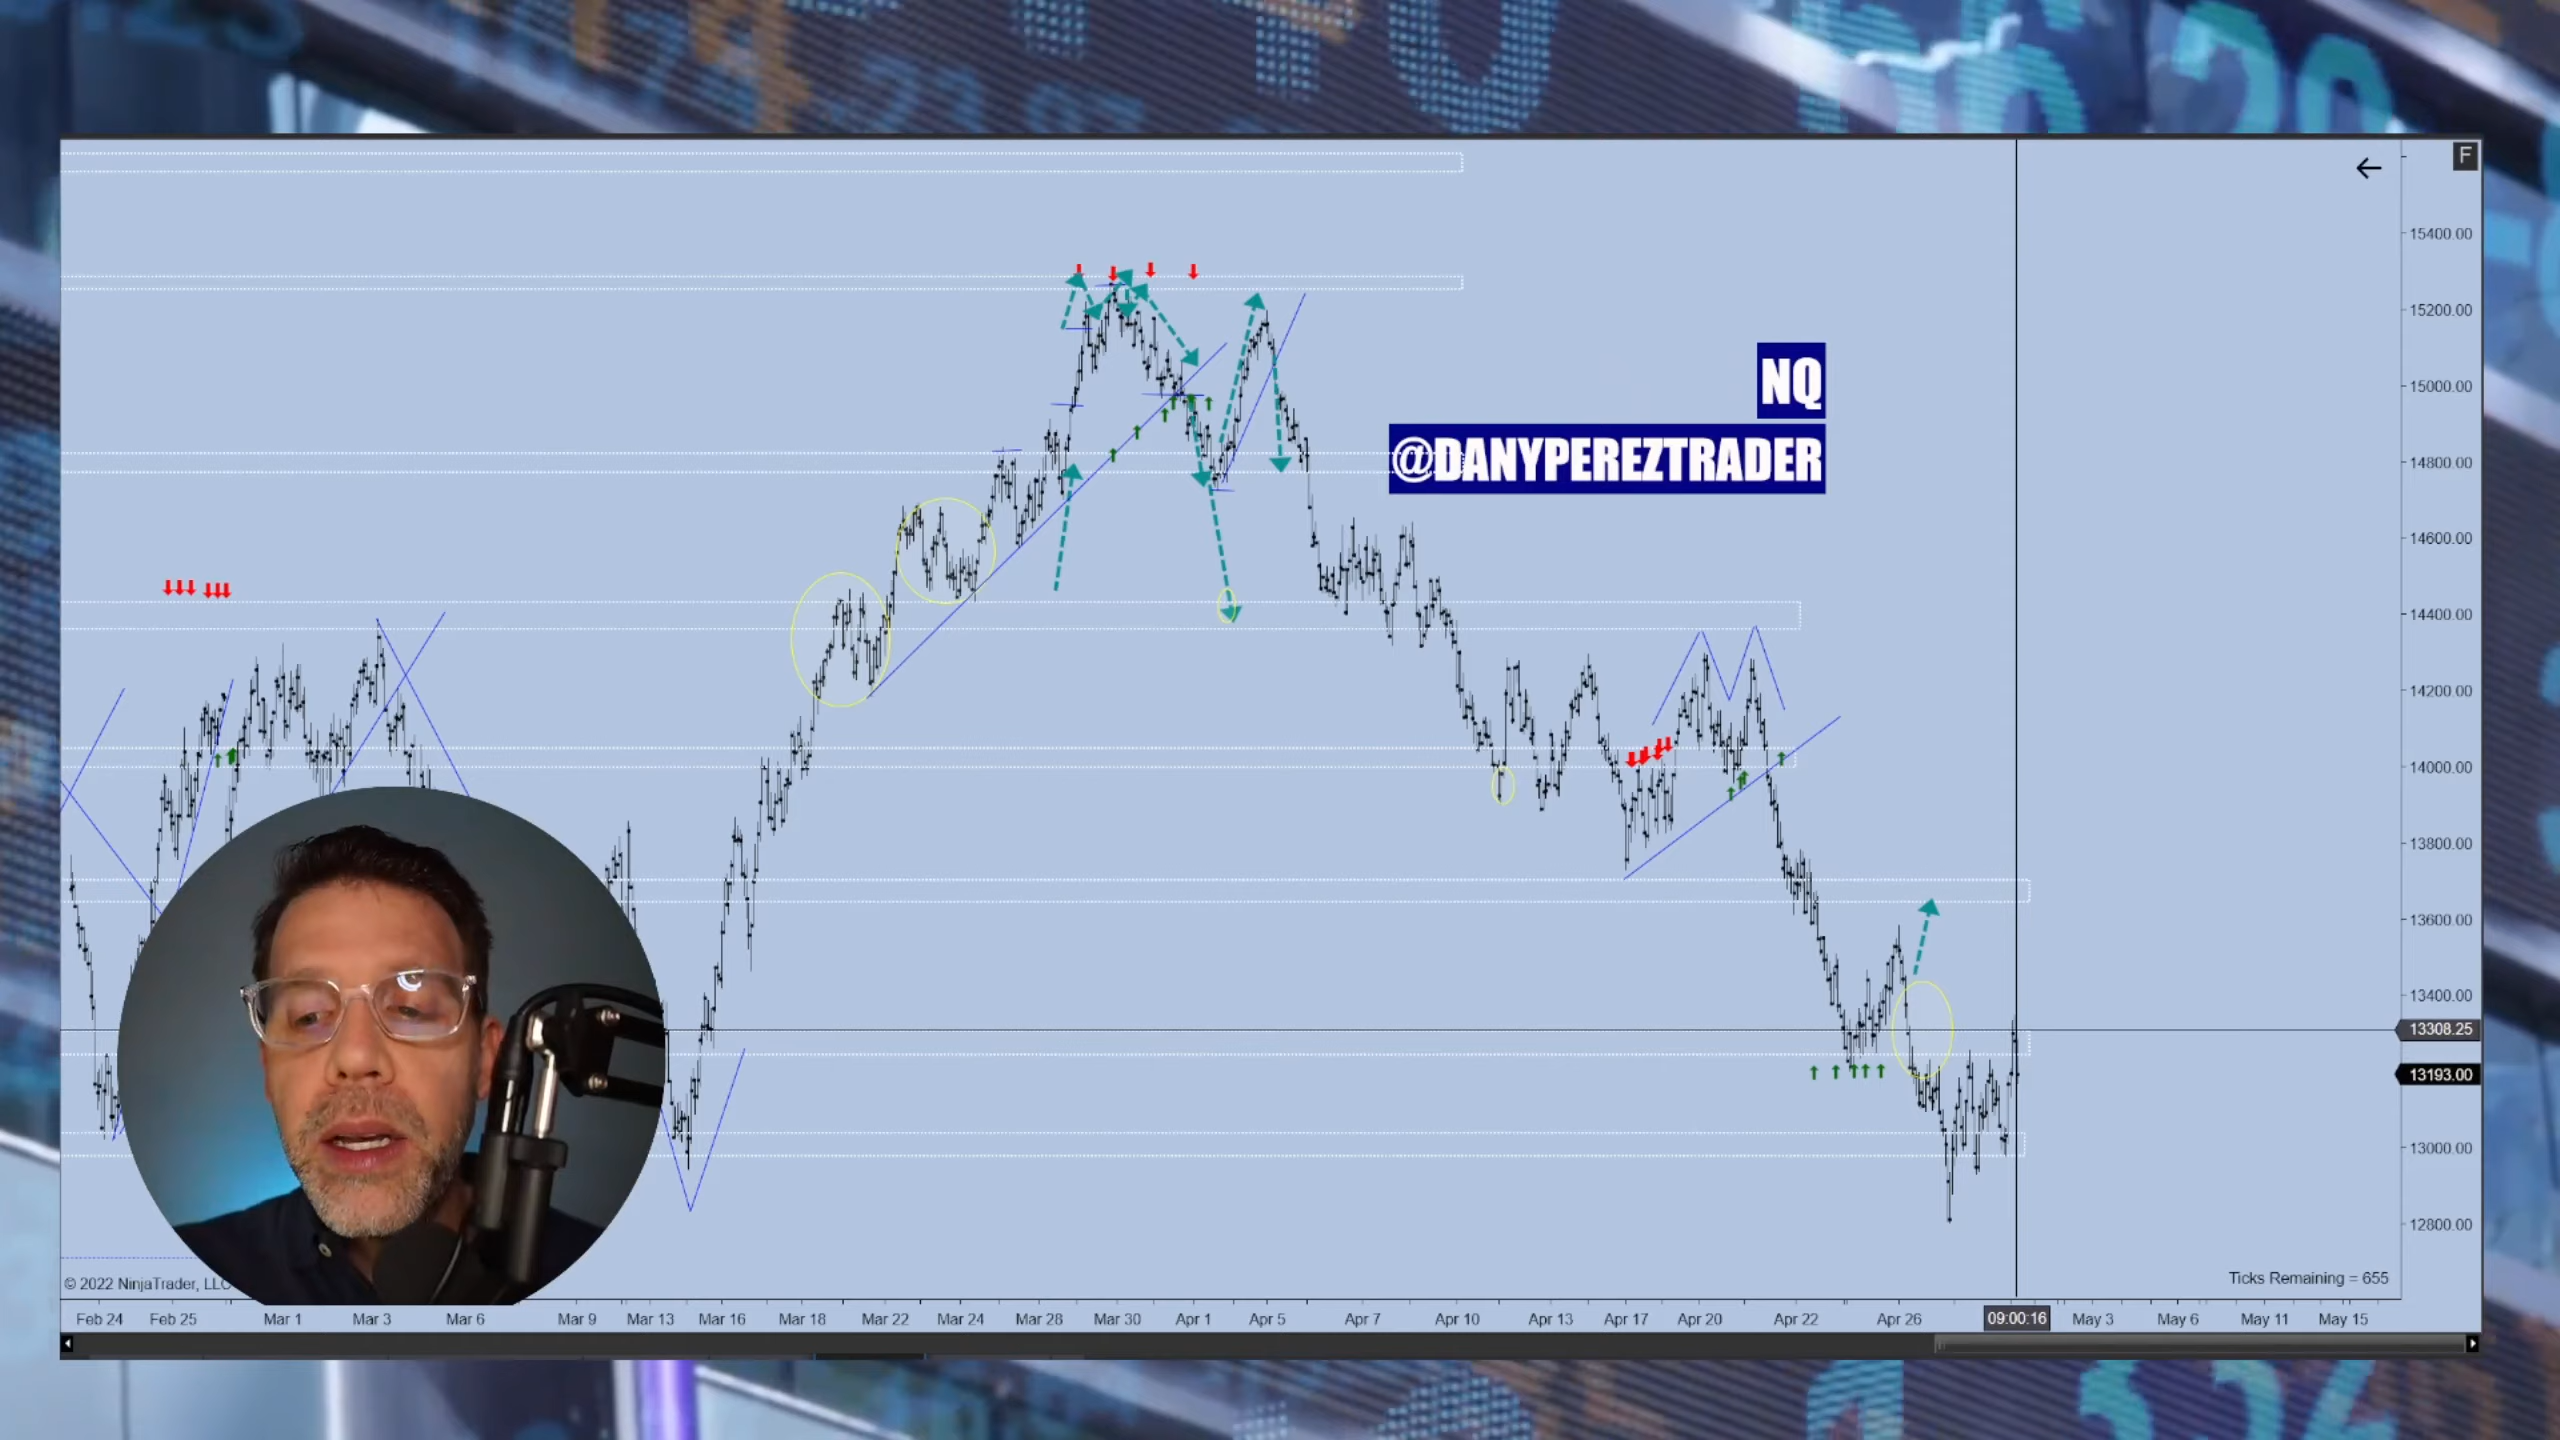 F
15400.00
15200.00
NQ
15000.00
@DANYPEREZTRADER
14800.00
14600.00
14400.00
14200.00
14000.00
13800.00
13600.00
13400.00
13308.25
13193.00
13000.00
12800.00
© 2022 NinjaTrader, LLC
Ticks Remaining = 655
Feb 24 Feb 25 Mar 1 Mar 3 Mar 6 Mar 9 Mar 13 Mar 16 Mar 18 Mar 22 Mar 24 Mar 28 Mar 30 Apr 1 Apr 5 Apr 7 Apr 10 Apr 13 Apr 17 Apr 20 Apr 22 Apr 26 09:00:16 May 3 May 6 May 11 May 15